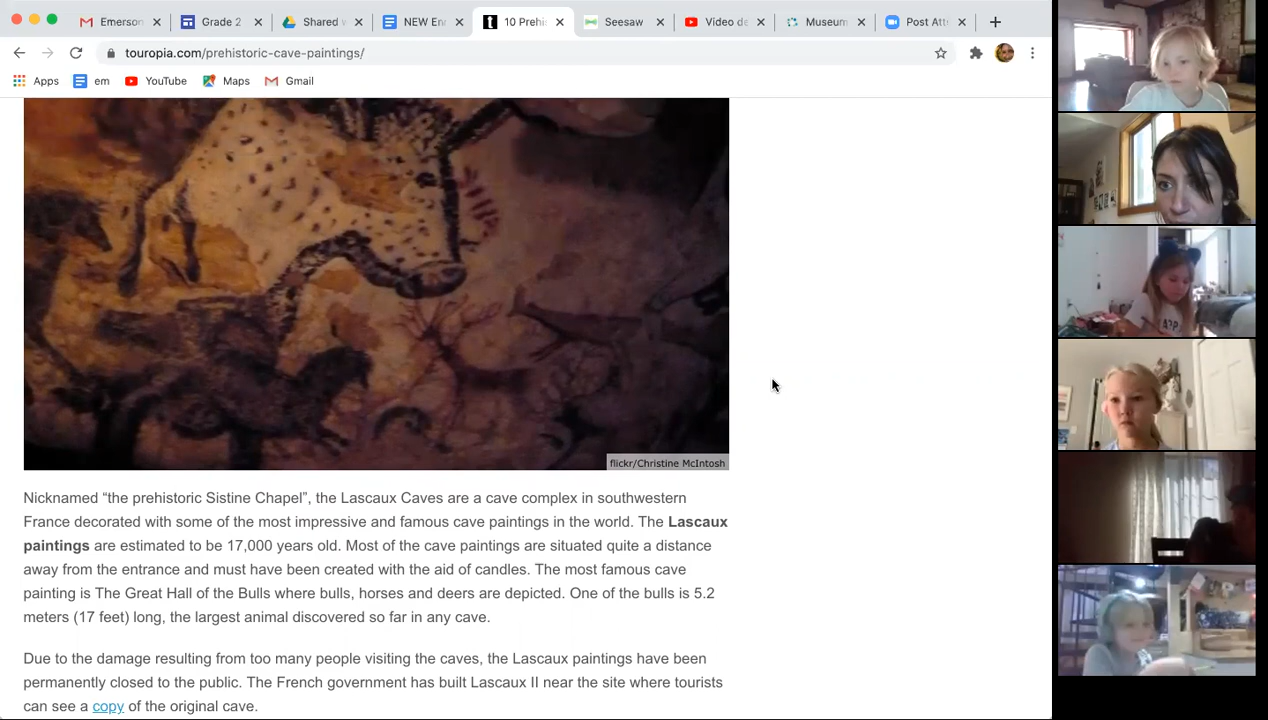 Emerson
Grade 2
Shared
NEW
10 Prehi
Seesaw
Video de
Museum
Post Att
touropia.com/prehistoric-cave-paintings/
Apps
em
YouTube
Maps
Gmail
flickr/Christine McIntosh
Nicknamed “the prehistoric Sistine Chapel”, the Lascaux Caves are a cave complex in southwestern
France decorated with some of the most impressive and famous cave paintings in the world. The Lascaux
paintings are estimated to be 17,000 years old. Most of the cave paintings are situated quite a distance
away from the entrance and must have been created with the aid of candles. The most famous cave
painting is The Great Hall of the Bulls where bulls, horses and deers are depicted. One of the bulls is 5.2
meters (17 feet) long, the largest animal discovered so far in any cave.
Due to the damage resulting from too many people visiting the caves, the Lascaux paintings have been
permanently closed to the public. The French government has built Lascaux II near the site where tourists
can see a copy of the original cave.